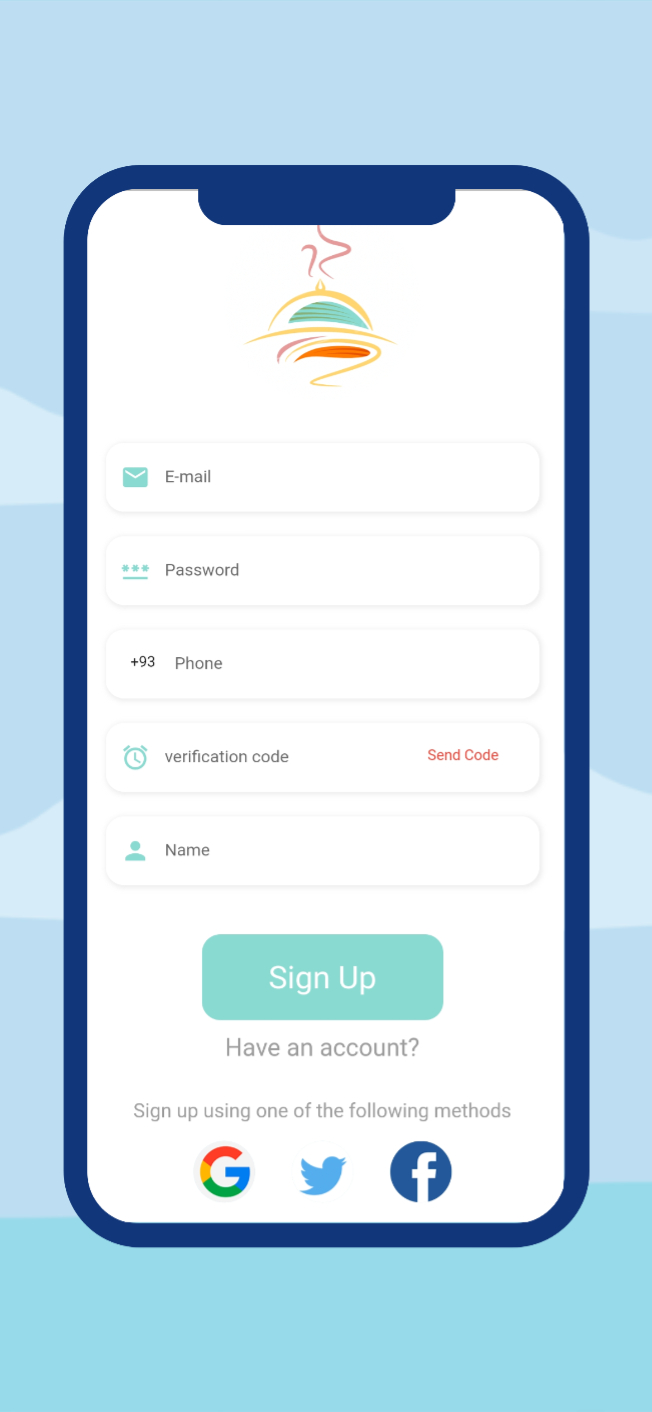 E-mail
Password
+93 Phone
verification code Send Code
Name
Sign Up
Have an account?
Sign up using one of the following methods